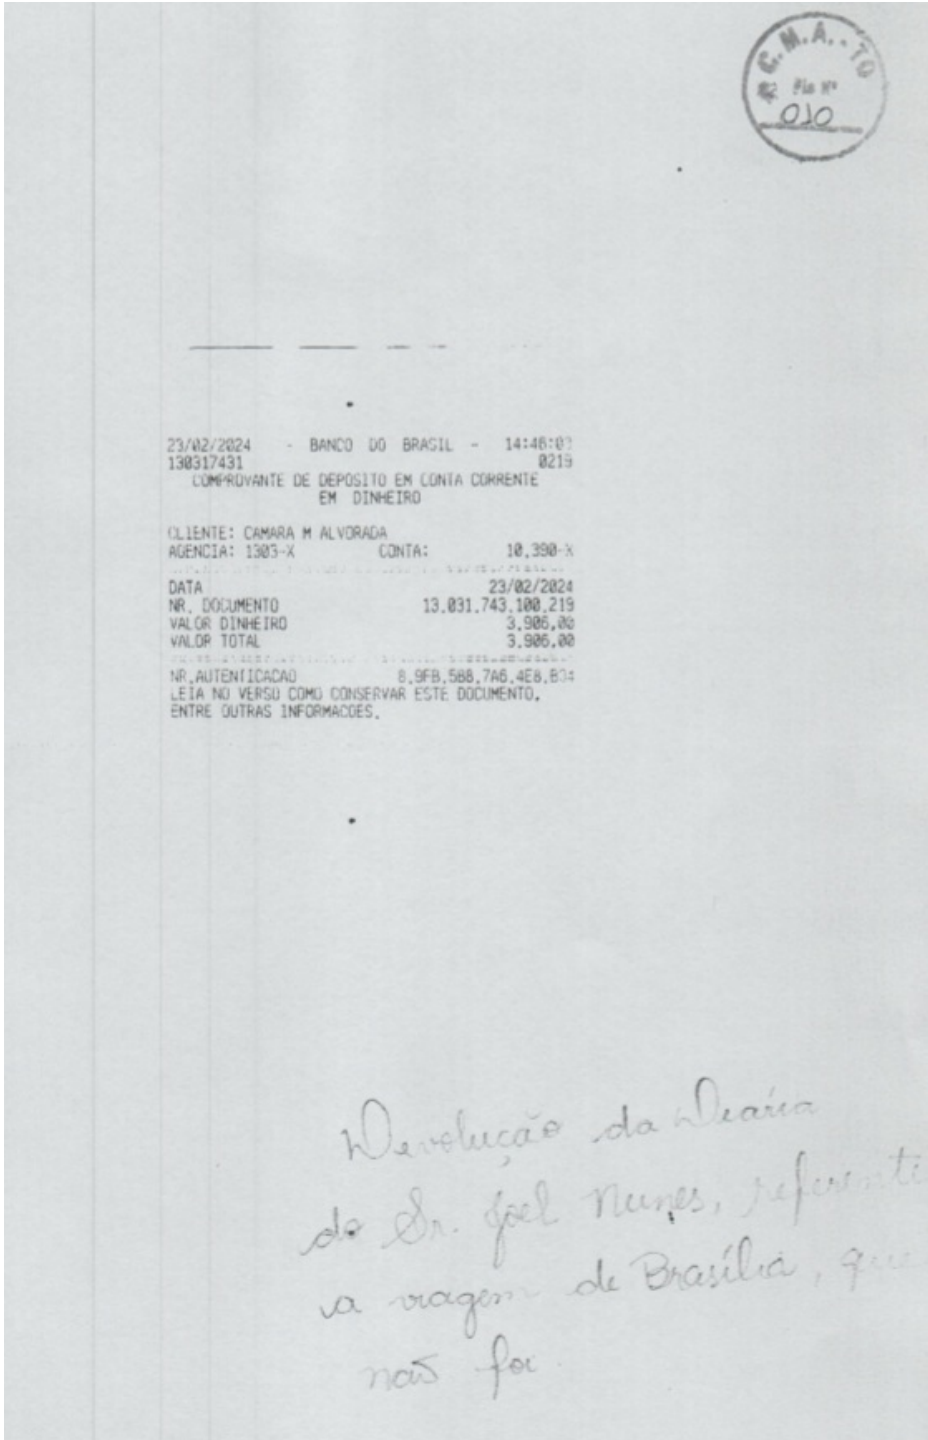 C.M.A.-TO
Fls Nº
010
23/02/2024 - BANCO DO BRASIL - 14:46:03
130317431 0219
COMPROVANTE DE DEPOSITO EM CONTA CORRENTE
EM DINHEIRO
CLIENTE: CAMARA M ALVORADA
AGENCIA: 1303-X CONTA: 10.390-X
DATA 23/02/2024
NR. DOCUMENTO 13.031.743.100.219
VALOR DINHEIRO 3.906,00
VALOR TOTAL 3.906,00
NR.AUTENTICACAO 8.9FB.5B8.7A6.4E8.B34
LEIA NO VERSO COMO CONSERVAR ESTE DOCUMENTO,
ENTRE OUTRAS INFORMACOES.
Devolução da Diária
do Sr. Joel Nunes, referente
a viagem de Brasília, que
não foi